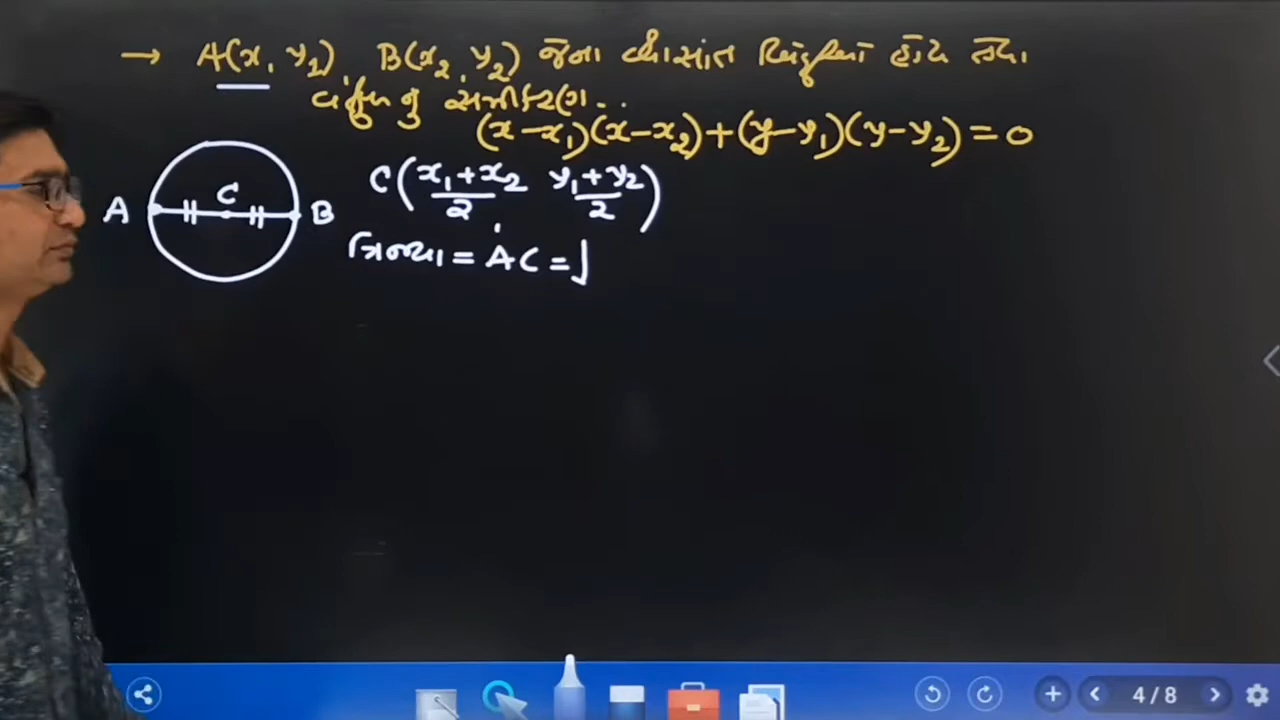 → A(x, y₁), B(x₂, y₂) જેના વ્યાસાંત બિંદુઓ હોય તેવા
વર્તુળનું સમીકરણ..
(x-x₁)(x-x₂)+(y-y₁)(y-y₂)=0
A C B C(x₁+x₂/2, y₁+y₂/2)
ત્રિજ્યા = AC = √
4 / 8